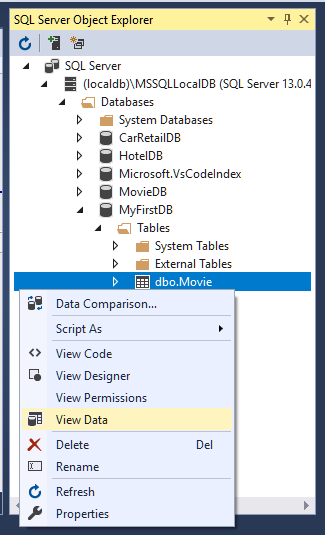 SQL Server Object Explorer
SQL Server
(localdb)\MSSQLLocalDB (SQL Server 13.0.4
Databases
System Databases
CarRetailDB
HotelDB
Microsoft.VsCodeIndex
MovieDB
MyFirstDB
Tables
System Tables
External Tables
dbo.Movie
Data Comparison...
Script As
View Code
View Designer
View Permissions
View Data
Delete Del
Rename
Refresh
Properties